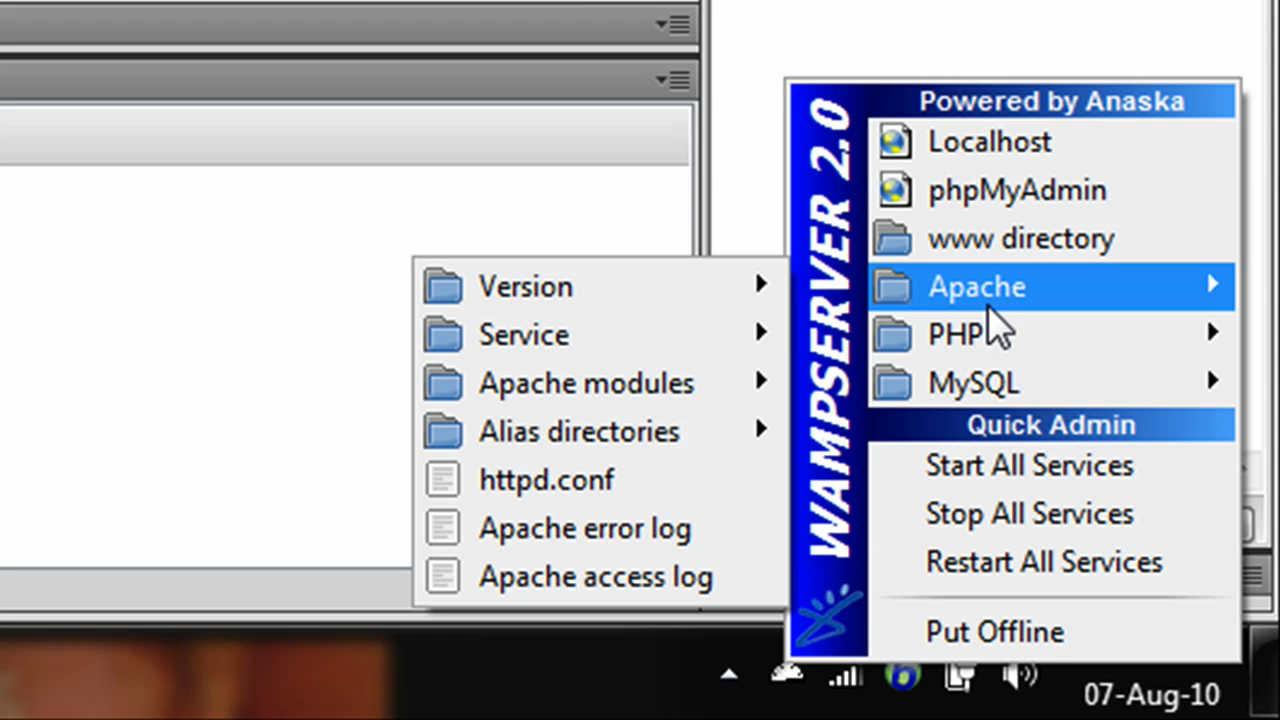 Powered by Anaska
Localhost
phpMyAdmin
www directory
Apache
PHP
MySQL
Quick Admin
Start All Services
Stop All Services
Restart All Services
Put Offline
WAMPSERVER 2.0
Version
Service
Apache modules
Alias directories
httpd.conf
Apache error log
Apache access log
07-Aug-10